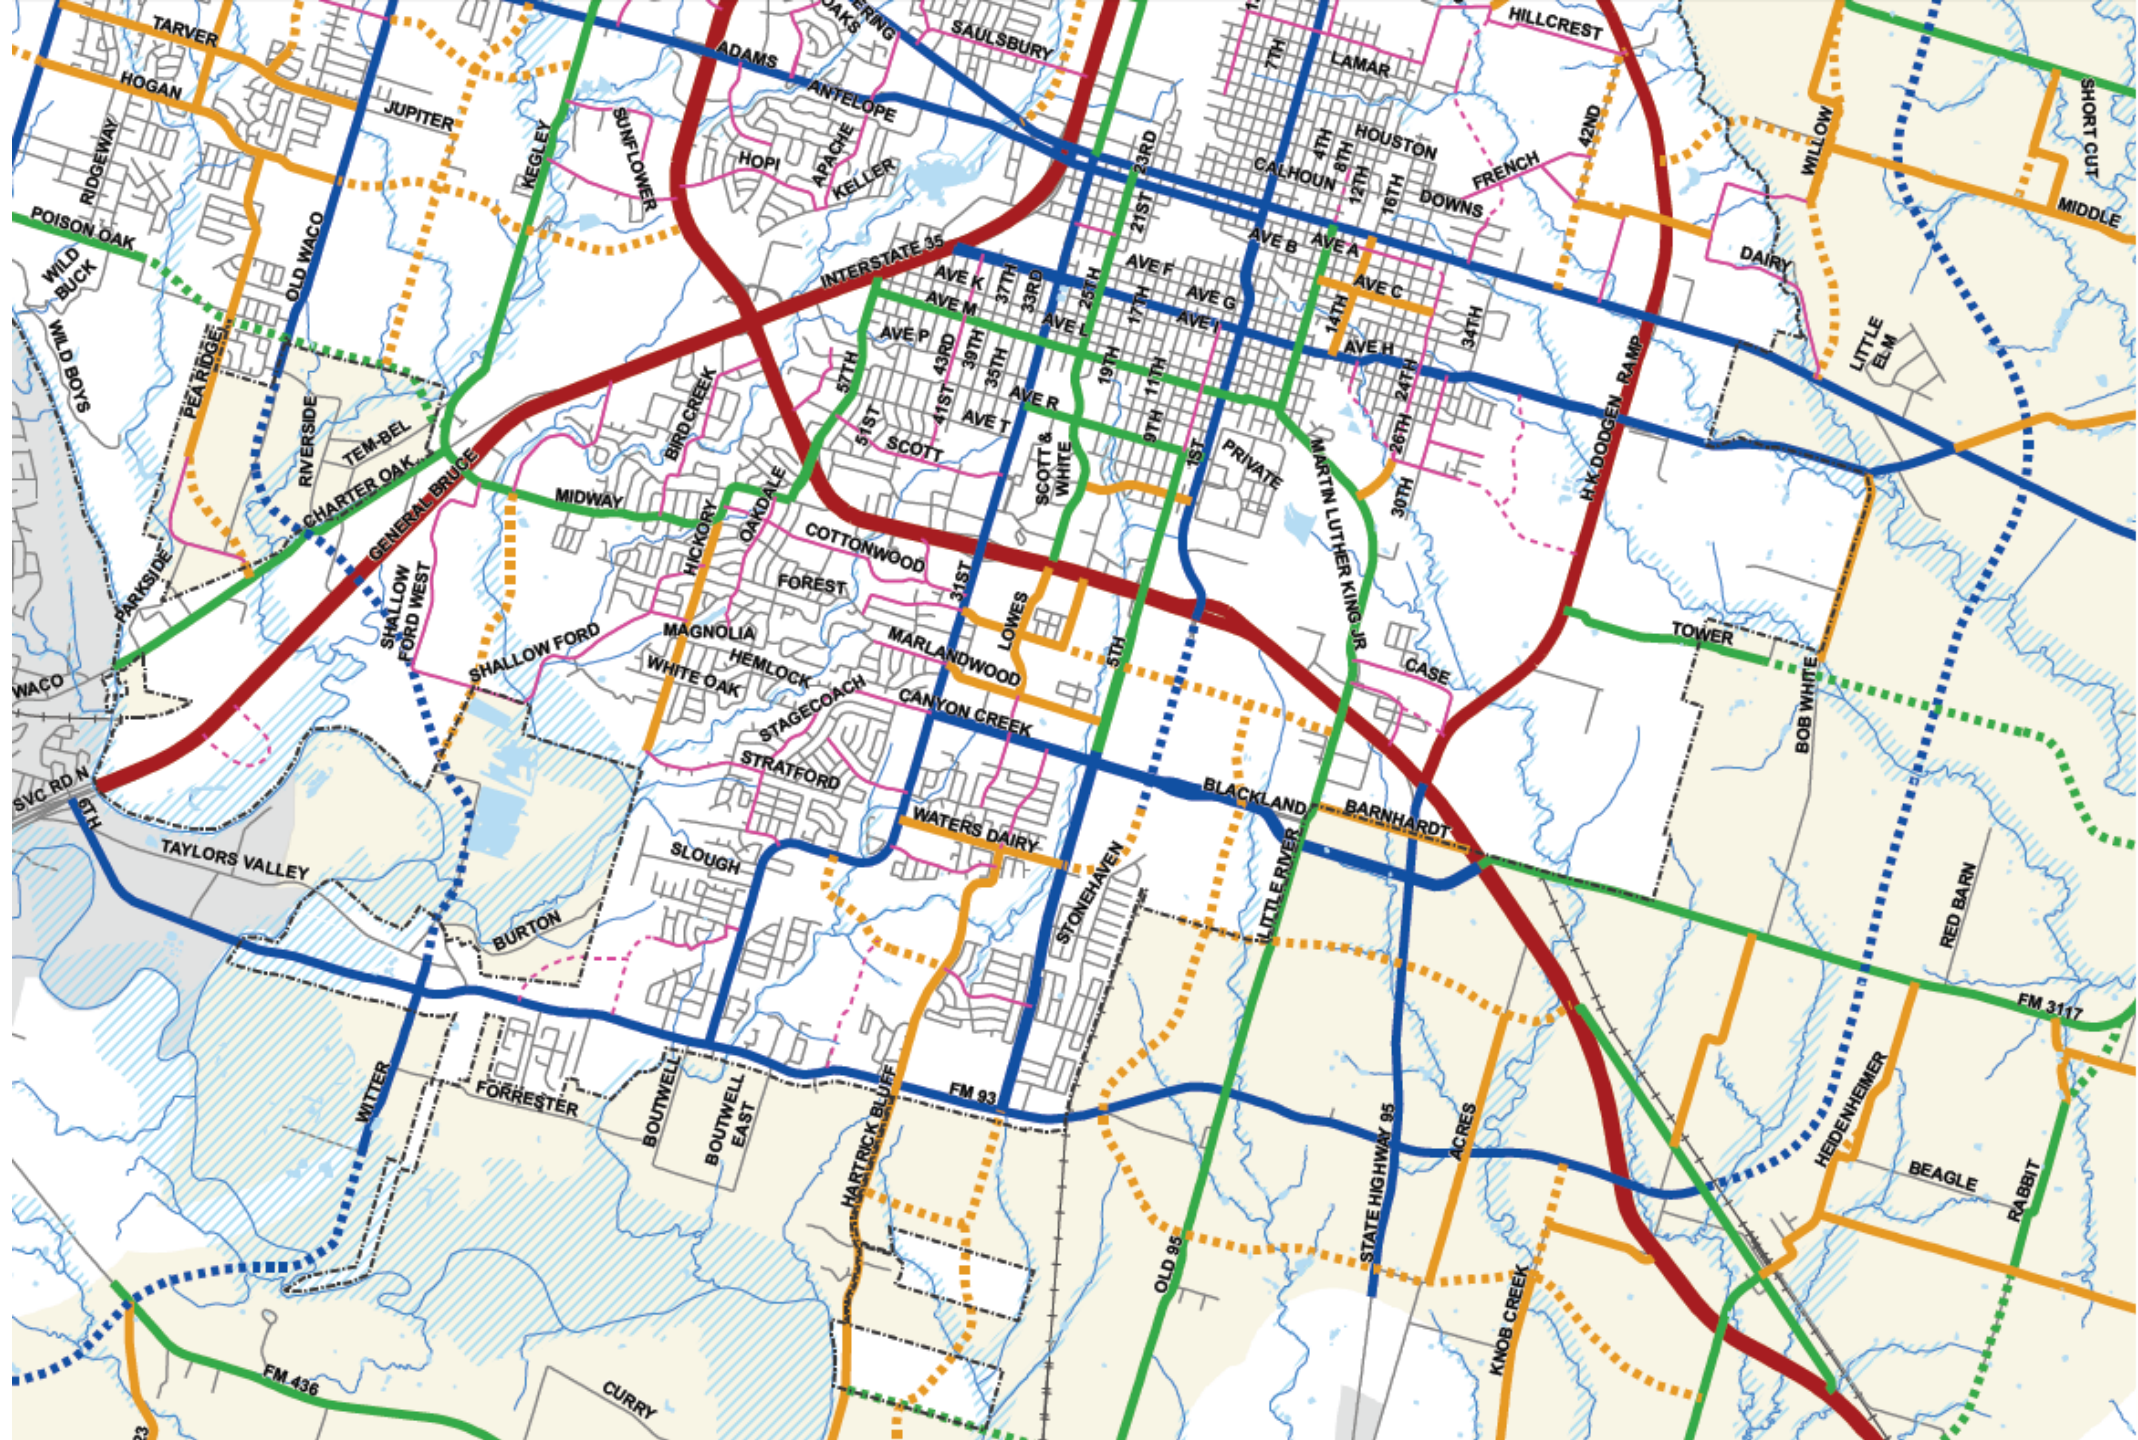 TARVER
HOGAN
RIDGEWAY
JUPITER
ADAMS
ANTELOPE
OAKS
ERING
SAULSBURY
7TH
LAMAR
HILLCREST
SHORT CUT
WILLOW
42ND
HOUSTON
CALHOUN
4TH
8TH
12TH
16TH
FRENCH
DOWNS
MIDDLE
DAIRY
KEGLEY
SUNFLOWER
HOPI
APACHE
KELLER
23RD
21ST
POISON OAK
WILD
BUCK
WILD BOYS
OLD WACO
INTERSTATE 35
AVE K
AVE M
AVE P
37TH
33RD
25TH
AVE L
AVE F
AVE G
17TH
AVE I
AVE B
AVE A
AVE C
14TH
AVE H
34TH
24TH
26TH
30TH
H K DODGEN
RAMP
LITTLE
ELM
PEA RIDGE
RIVERSIDE
TEM-BEL
CHARTER OAK
GENERAL BRUCE
BIRDCREEK
57TH
51ST
43RD
41ST
39TH
35TH
AVE R
AVE T
SCOTT
19TH
11TH
9TH
1ST
SCOTT &
WHITE
PRIVATE
MARTIN LUTHER KING JR
MIDWAY
HICKORY
OAKDALE
COTTONWOOD
FOREST
31ST
LOWES
5TH
PARKSIDE
SHALLOW
FORD WEST
SHALLOW FORD
MAGNOLIA
WHITE OAK
HEMLOCK
MARLANDWOOD
STAGECOACH
CANYON CREEK
CASE
TOWER
BOB WHITE
WACO
SVC RD N
6TH
STRATFORD
WATERS DAIRY
BLACKLAND
BARNHARDT
LITTLE RIVER
STONEHAVEN
SLOUGH
TAYLORS VALLEY
BURTON
RED BARN
FM 3117
WITTER
FORRESTER
BOUTWELL
BOUTWELL
EAST
HARTRICK BLUFF
FM 93
STATE HIGHWAY 95
ACRES
HEIDENHEIMER
BEAGLE
RABBIT
OLD 95
KNOB CREEK
FM 436
CURRY